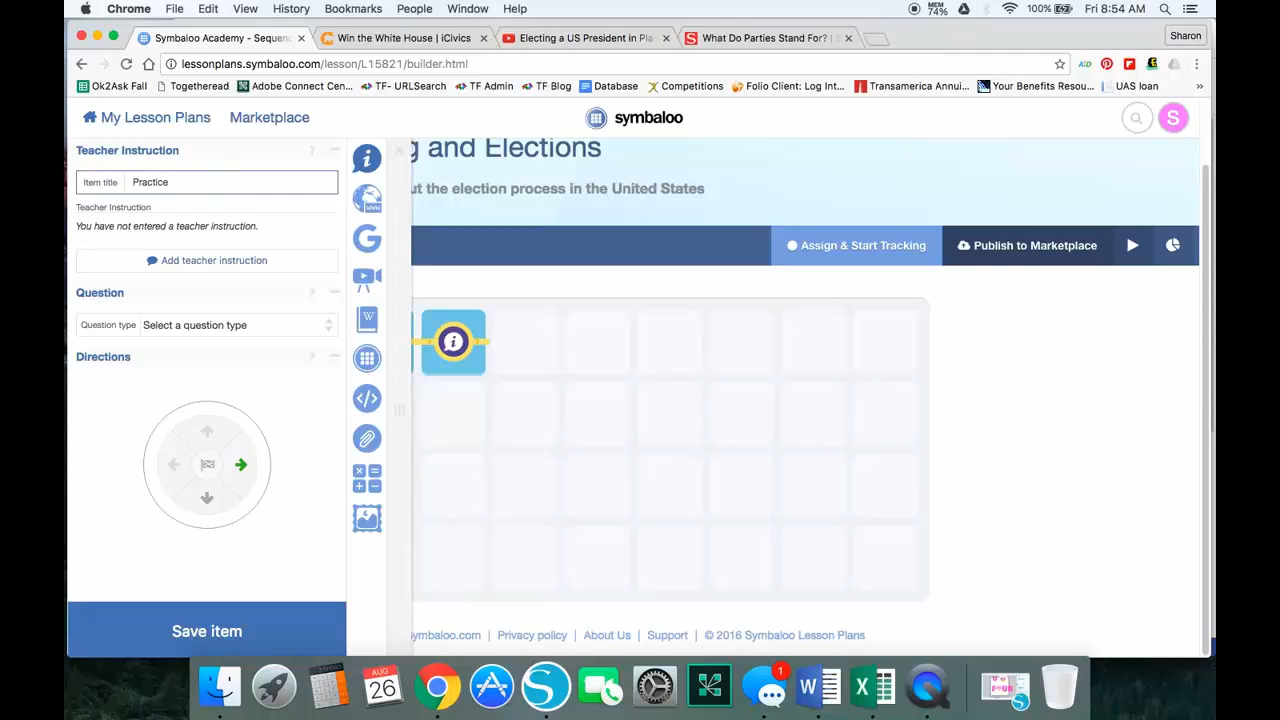 Chrome File Edit View History Bookmarks People Window Help
MEM 74% 100% Fri 8:54 AM
Symbaloo Academy - Sequenc
Win the White House | iCivics
Electing a US President in Pla
What Do Parties Stand For? |
Sharon
lessonplans.symbaloo.com/lesson/L15821/builder.html
Ok2Ask Fall
Togetheread
Adobe Connect Cen...
TF- URLSearch
TF Admin
TF Blog
Database
Competitions
Folio Client: Log Int...
Transamerica Annui...
Your Benefits Resou...
UAS loan
»
My Lesson Plans
Marketplace
symbaloo
S
Teacher Instruction ?
g and Elections
Item title Practice
ut the election process in the United States
Teacher Instruction
You have not entered a teacher instruction.
WWW
G
Assign & Start Tracking
Publish to Marketplace
Add teacher instruction
Question ?
W
Question type Select a question type
Directions ?
i
Save item
symbaloo.com | Privacy policy | About Us | Support | © 2016 Symbaloo Lesson Plans
AUG
26
1